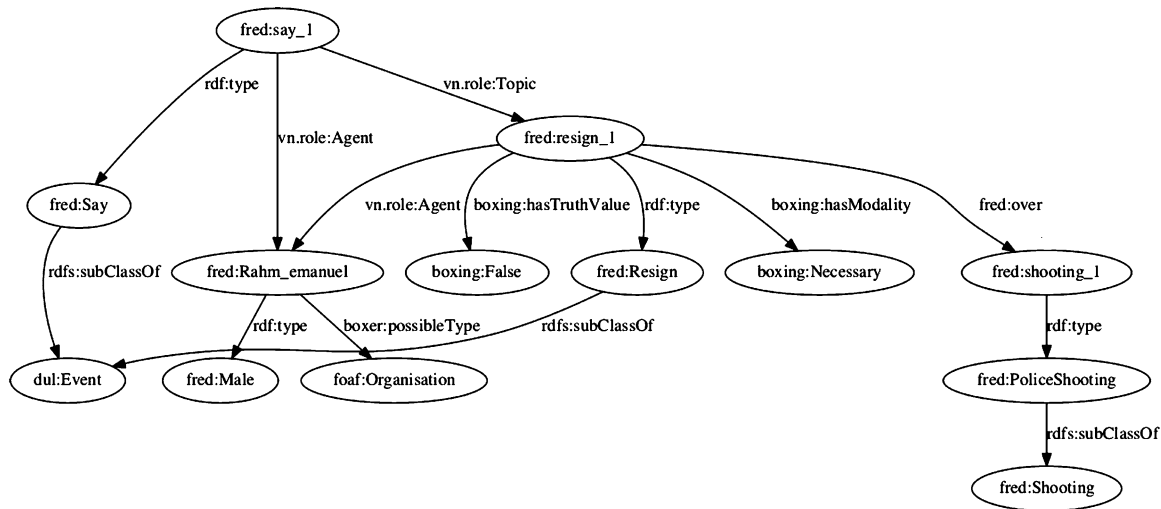 fred:say_1
rdf:type
vn.role:Topic
vn.role:Agent
fred:resign_1
fred:Say
vn.role:Agent
boxing:hasTruthValue
rdf:type
boxing:hasModality
fred:over
rdfs:subClassOf
fred:Rahm_emanuel
boxing:False
fred:Resign
boxing:Necessary
fred:shooting_1
rdf:type
boxer:possibleType
rdfs:subClassOf
rdf:type
dul:Event
fred:Male
foaf:Organisation
fred:PoliceShooting
rdfs:subClassOf
fred:Shooting